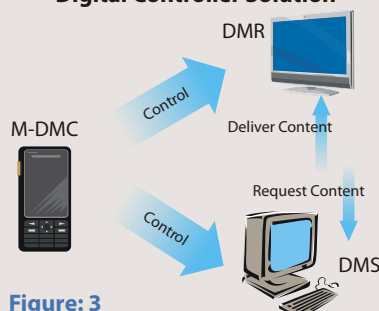 Digital Controller Solution
DMR
Control
M-DMC
Deliver Content
Request Content
Control
DMS
Figure: 3